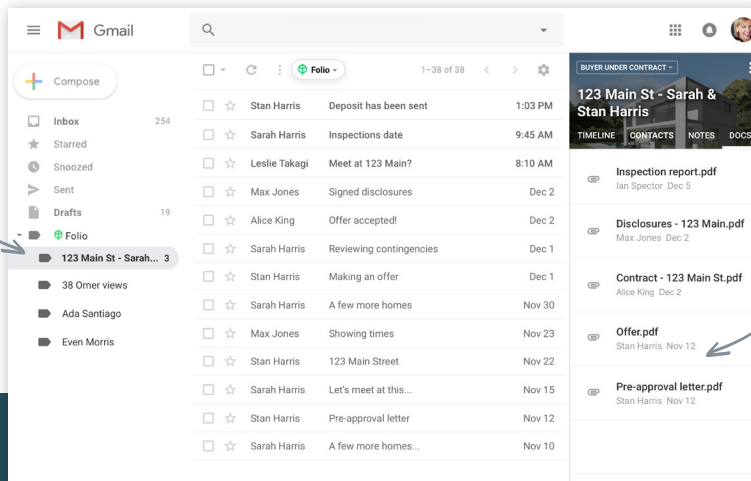 Gmail
Compose
Inbox 254
Starred
Snoozed
Sent
Drafts 19
Folio
123 Main St - Sarah... 3
38 Omer views
Ada Santiago
Even Morris
Folio 1–38 of 38
Stan Harris Deposit has been sent 1:03 PM
Sarah Harris Inspections date 9:45 AM
Leslie Takagi Meet at 123 Main? 8:10 AM
Max Jones Signed disclosures Dec 2
Alice King Offer accepted! Dec 2
Sarah Harris Reviewing contingencies Dec 1
Stan Harris Making an offer Dec 1
Sarah Harris A few more homes Nov 30
Max Jones Showing times Nov 23
Stan Harris 123 Main Street Nov 22
Sarah Harris Let's meet at this... Nov 15
Stan Harris Pre-approval letter Nov 12
Sarah Harris A few more homes... Nov 10
BUYER UNDER CONTRACT
123 Main St - Sarah &
Stan Harris
TIMELINE CONTACTS NOTES DOCS
Inspection report.pdf
Ian Spector Dec 5
Disclosures - 123 Main.pdf
Max Jones Dec 2
Contract - 123 Main St.pdf
Alice King Dec 2
Offer.pdf
Stan Harris Nov 12
Pre-approval letter.pdf
Stan Harris Nov 12